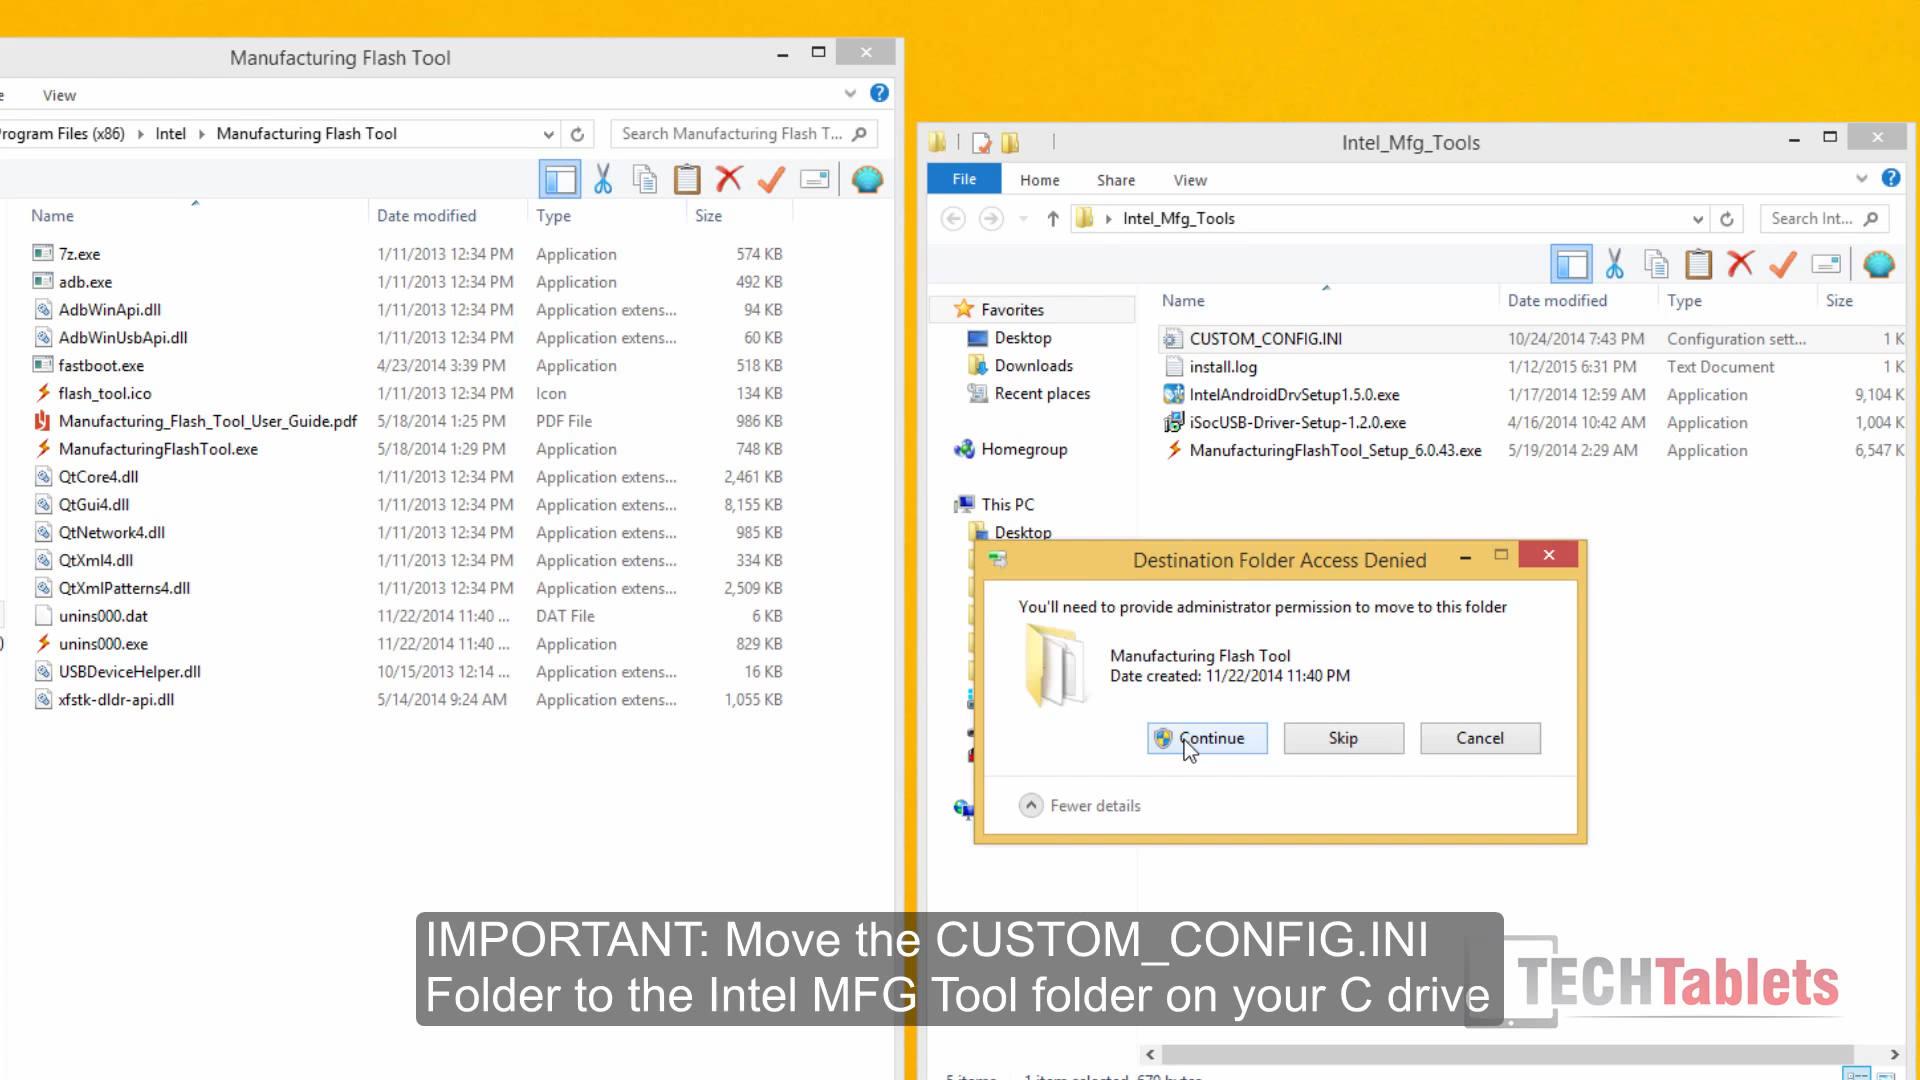 Manufacturing Flash Tool
e View
rogram Files (x86) Intel Manufacturing Flash Tool Search Manufacturing Flash T...
Name Date modified Type Size
7z.exe 1/11/2013 12:34 PM Application 574 KB
adb.exe 1/11/2013 12:34 PM Application 492 KB
AdbWinApi.dll 1/11/2013 12:34 PM Application extens... 94 KB
AdbWinUsbApi.dll 1/11/2013 12:34 PM Application extens... 60 KB
fastboot.exe 4/23/2014 3:39 PM Application 518 KB
flash_tool.ico 1/11/2013 12:34 PM Icon 134 KB
Manufacturing_Flash_Tool_User_Guide.pdf 5/18/2014 1:25 PM PDF File 986 KB
ManufacturingFlashTool.exe 5/18/2014 1:29 PM Application 748 KB
QtCore4.dll 1/11/2013 12:34 PM Application extens... 2,461 KB
QtGui4.dll 1/11/2013 12:34 PM Application extens... 8,155 KB
QtNetwork4.dll 1/11/2013 12:34 PM Application extens... 985 KB
QtXml4.dll 1/11/2013 12:34 PM Application extens... 334 KB
QtXmlPatterns4.dll 1/11/2013 12:34 PM Application extens... 2,509 KB
unins000.dat 11/22/2014 11:40 ... DAT File 6 KB
) unins000.exe 11/22/2014 11:40 ... Application 829 KB
USBDeviceHelper.dll 10/15/2013 12:14 ... Application extens... 16 KB
xfstk-dldr-api.dll 5/14/2014 9:24 AM Application extens... 1,055 KB
Intel_Mfg_Tools
File Home Share View
Intel_Mfg_Tools Search Int...
Name Date modified Type Size
CUSTOM_CONFIG.INI 10/24/2014 7:43 PM Configuration sett... 1 K
install.log 1/12/2015 6:31 PM Text Document 1 K
IntelAndroidDrvSetup1.5.0.exe 1/17/2014 12:59 AM Application 9,104 K
iSocUSB-Driver-Setup-1.2.0.exe 4/16/2014 10:42 AM Application 1,004 K
ManufacturingFlashTool_Setup_6.0.43.exe 5/19/2014 2:29 AM Application 6,547 K
Favorites
Desktop
Downloads
Recent places
Homegroup
This PC
Desktop
Destination Folder Access Denied
You'll need to provide administrator permission to move to this folder
Manufacturing Flash Tool
Date created: 11/22/2014 11:40 PM
Continue Skip Cancel
Fewer details
IMPORTANT: Move the CUSTOM_CONFIG.INI
Folder to the Intel MFG Tool folder on your C drive
TECHTablets
5 items 1 item selected 670 bytes